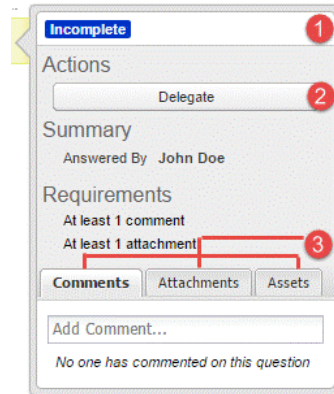 Incomplete 1
Actions
Delegate 2
Summary
Answered By John Doe
Requirements
At least 1 comment
At least 1 attachment 3
Comments Attachments Assets
Add Comment...
No one has commented on this question